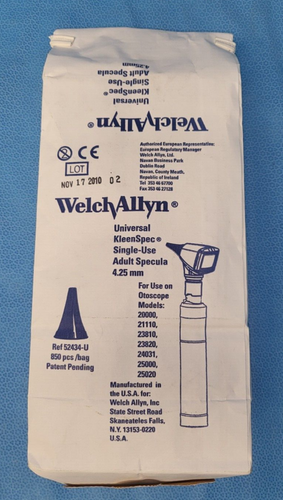 4.25mm
Adult Specula
Single-Use
KleenSpec®
Universal
WelchAllyn®
Authorized European Representative:
European Regulatory Manager
Welch Allyn, Ltd.
Navan Business Park
Dublin Road
Navan, County Meath,
Republic of Ireland
Tel 353 46 67700
Fax 353 46 27128
CE
LOT
NOV 17 2010 02
WelchAllyn®
Universal
KleenSpec®
Single-Use
Adult Specula
4.25 mm
For Use on
Otoscope
Models:
20000,
21110,
23810,
23820,
24031,
25000,
25020
Ref 52434-U
850 pcs /bag
Patent Pending
Manufactured in
the U.S.A. for:
Welch Allyn, Inc
State Street Road
Skaneateles Falls,
N.Y. 13153-0220
U.S.A.